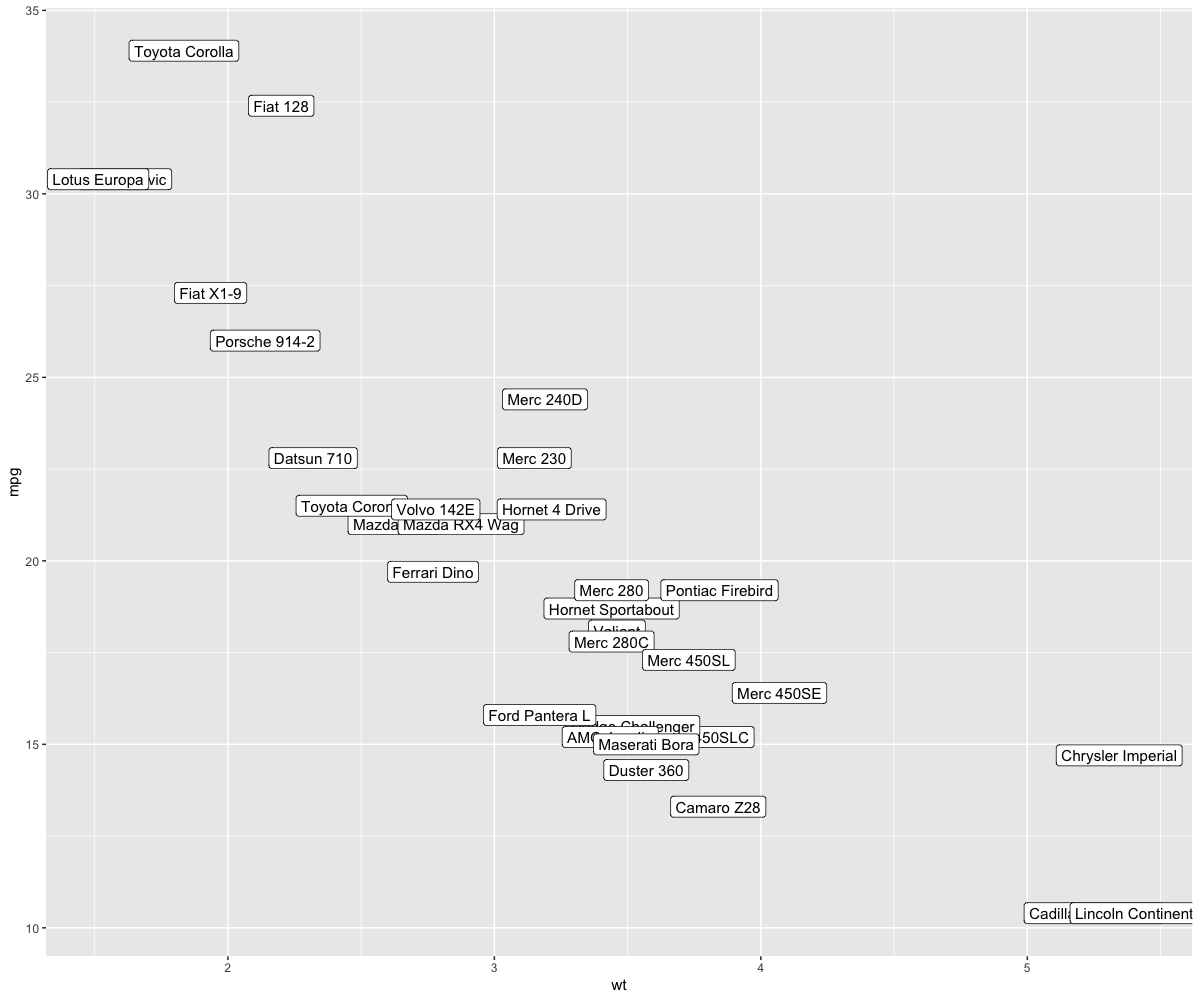 35
Toyota Corolla
Fiat 128
Lotus Europa vic
30
Fiat X1-9
Porsche 914-2
25
Merc 240D
Datsun 710
Merc 230
mpg
Toyota Coron
Volvo 142E
Hornet 4 Drive
Mazda
Mazda RX4 Wag
20
Ferrari Dino
Merc 280
Pontiac Firebird
Hornet Sportabout
Merc 280C
Merc 450SL
Merc 450SE
Ford Pantera L
Challenger
AMC
450SLC
15
Maserati Bora
Chrysler Imperial
Duster 360
Camaro Z28
Cadilla
Lincoln Continent
10
2
3
4
5
wt